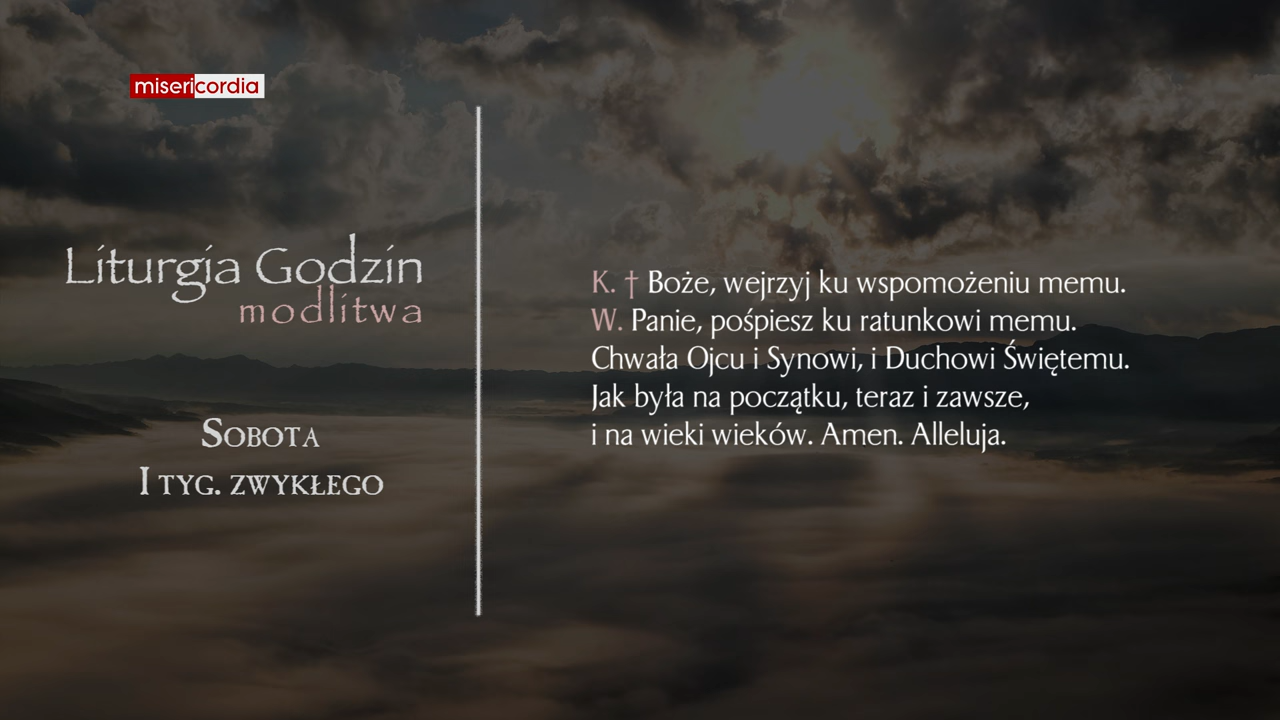 misericordia
Liturgia Godzin
modlitwa
Sobota
I tyg. zwykłego
K. † Boże, wejrzyj ku wspomożeniu memu.
W. Panie, pośpiesz ku ratunkowi memu.
Chwała Ojcu i Synowi, i Duchowi Świętemu.
Jak była na początku, teraz i zawsze,
i na wieki wieków. Amen. Alleluja.